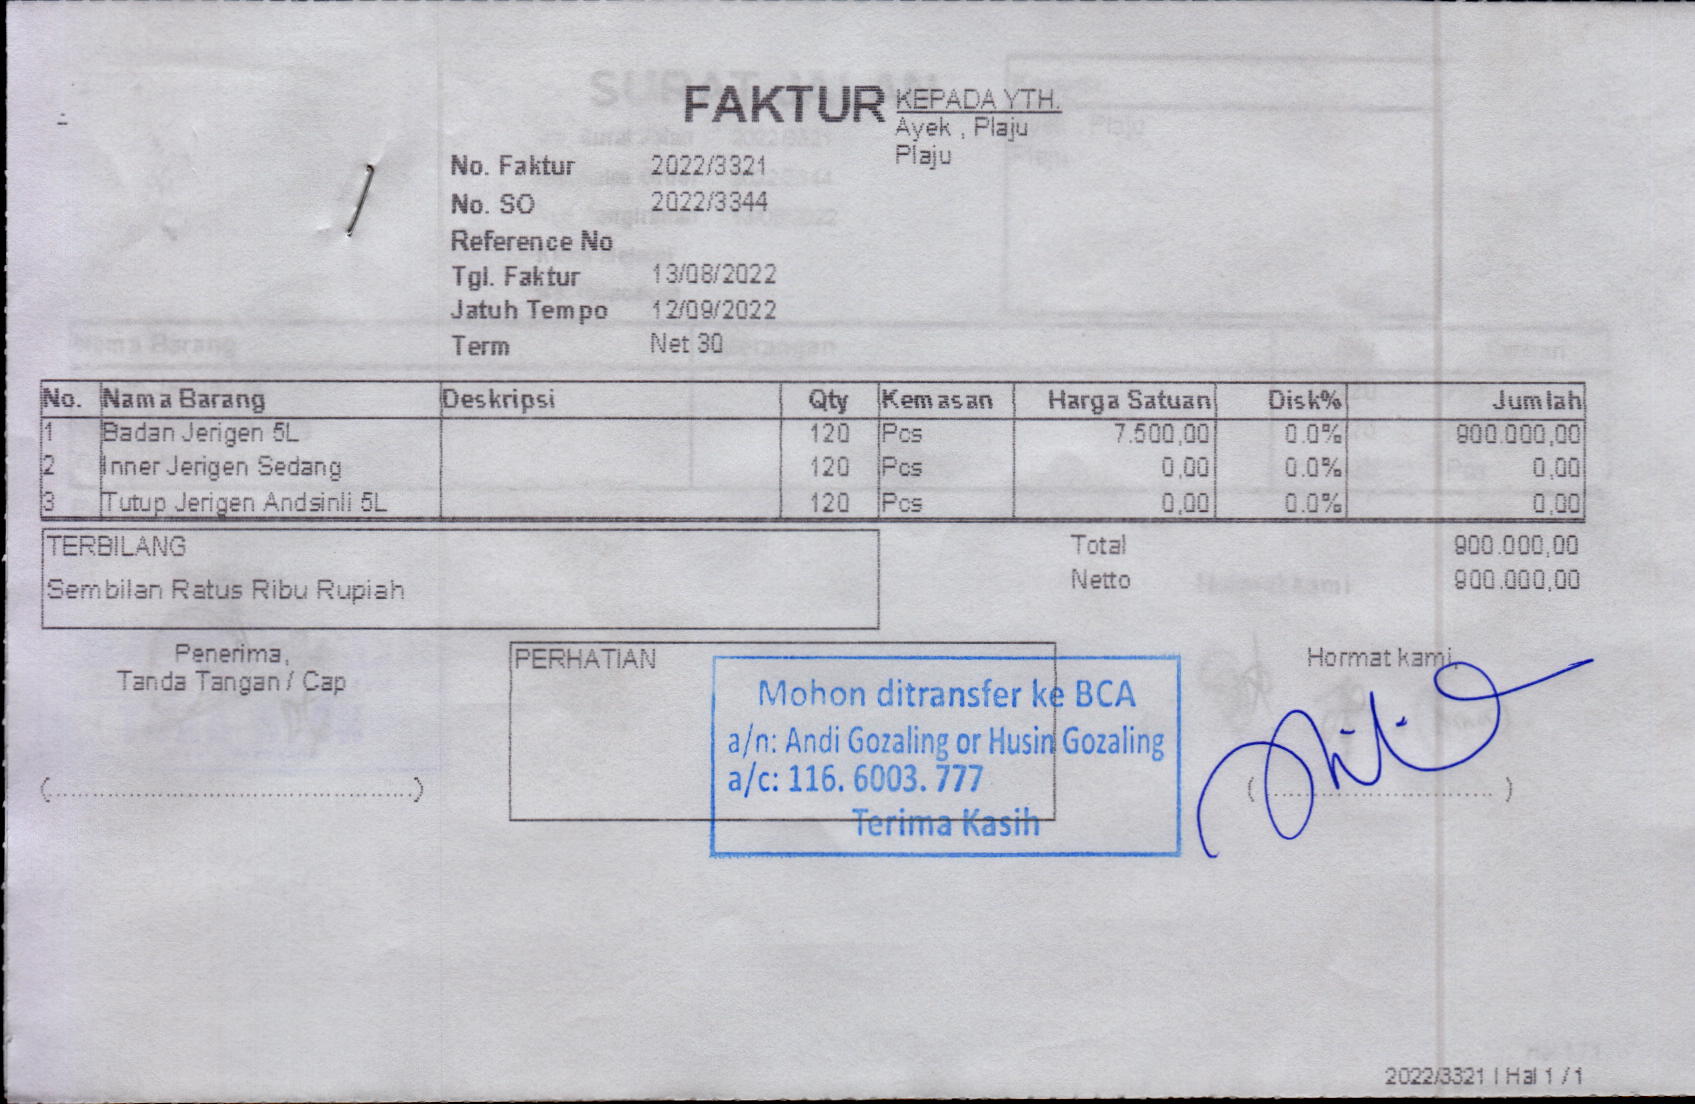 FAKTUR
KEPADA YTH.
Ayek , Plaju
Plaju
No. Faktur 2022/3321
No. SO 2022/3344
Reference No
Tgl. Faktur 13/08/2022
Jatuh Tempo 12/09/2022
Term Net 30
No. Nama Barang Deskripsi Qty Kemasan Harga Satuan Disk% Jumlah
1 Badan Jerigen 5L 120 Pcs 7.500,00 0.0% 900.000,00
2 Inner Jerigen Sedang 120 Pcs 0,00 0.0% 0,00
3 Tutup Jerigen Andsinli 5L 120 Pcs 0,00 0.0% 0,00
TERBILANG
Sembilan Ratus Ribu Rupiah
Total 900.000,00
Netto 900.000,00
Penerima,
Tanda Tangan / Cap
PERHATIAN
Mohon ditransfer ke BCA
a/n: Andi Gozaling or Husin Gozaling
a/c: 116. 6003. 777
Terima Kasih
Hormat kami,
2022/3321 | Hal 1 / 1